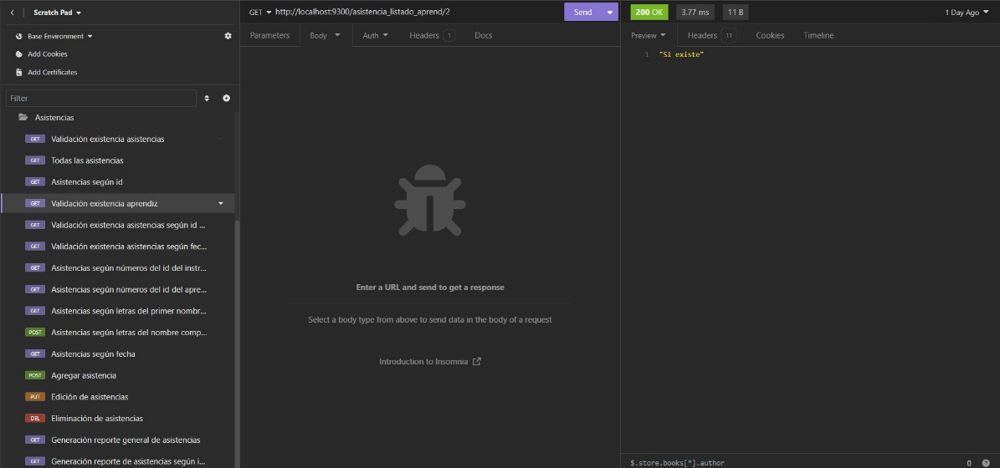 Scratch Pad
Base Environment
Add Cookies
Add Certificates
Filter
Asistencias
GET Validación existencia asistencias
GET Todas las asistencias
GET Asistencias según id
GET Validación existencia aprendiz
GET Validación existencia asistencias según id ...
GET Validación existencia asistencias según fec...
GET Asistencias según números del id del instr...
GET Asistencias según números del id del apre...
GET Asistencias según letras del primer nombr...
POST Asistencias según letras del nombre comp...
GET Asistencias según fecha
POST Agregar asistencia
PUT Edición de asistencias
DEL Eliminación de asistencias
GET Generación reporte general de asistencias
GET Generación reporte de asistencias según i...
GET http://localhost:9300/asistencia_listado_aprend/2 Send
Parameters Body Auth Headers 1 Docs
Enter a URL and send to get a response
Select a body type from above to send data in the body of a request
Introduction to Insomnia
200 OK 3.77 ms 11 B 1 Day Ago
Preview Headers 11 Cookies Timeline
1 "Si existe"
$.store.books[*].author 0 ?